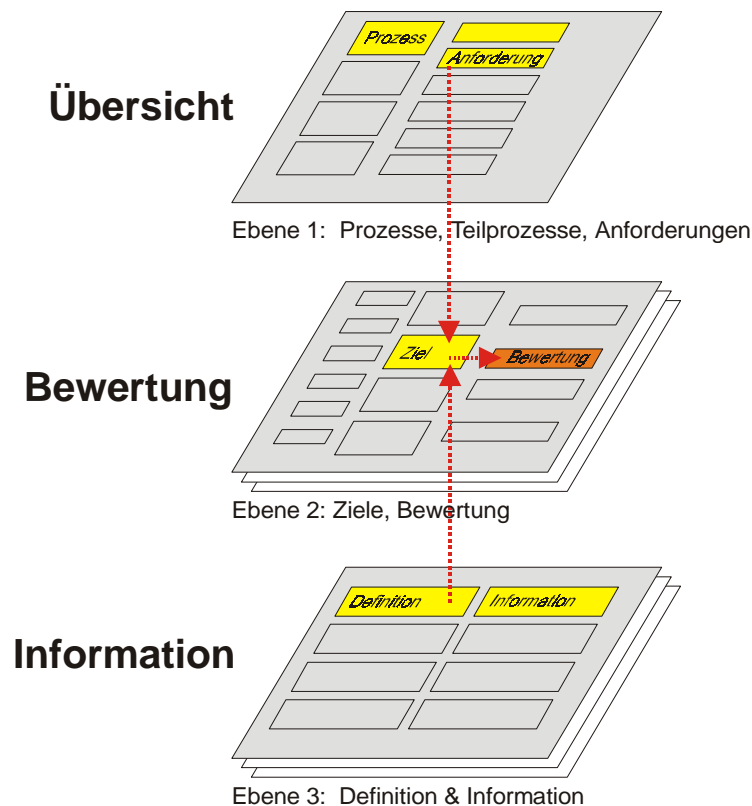 Prozess
Anforderung
Übersicht
Ebene 1: Prozesse, Teilprozesse, Anforderungen
Ziel
Bewertung
Bewertung
Ebene 2: Ziele, Bewertung
Definition
Information
Information
Ebene 3: Definition & Information